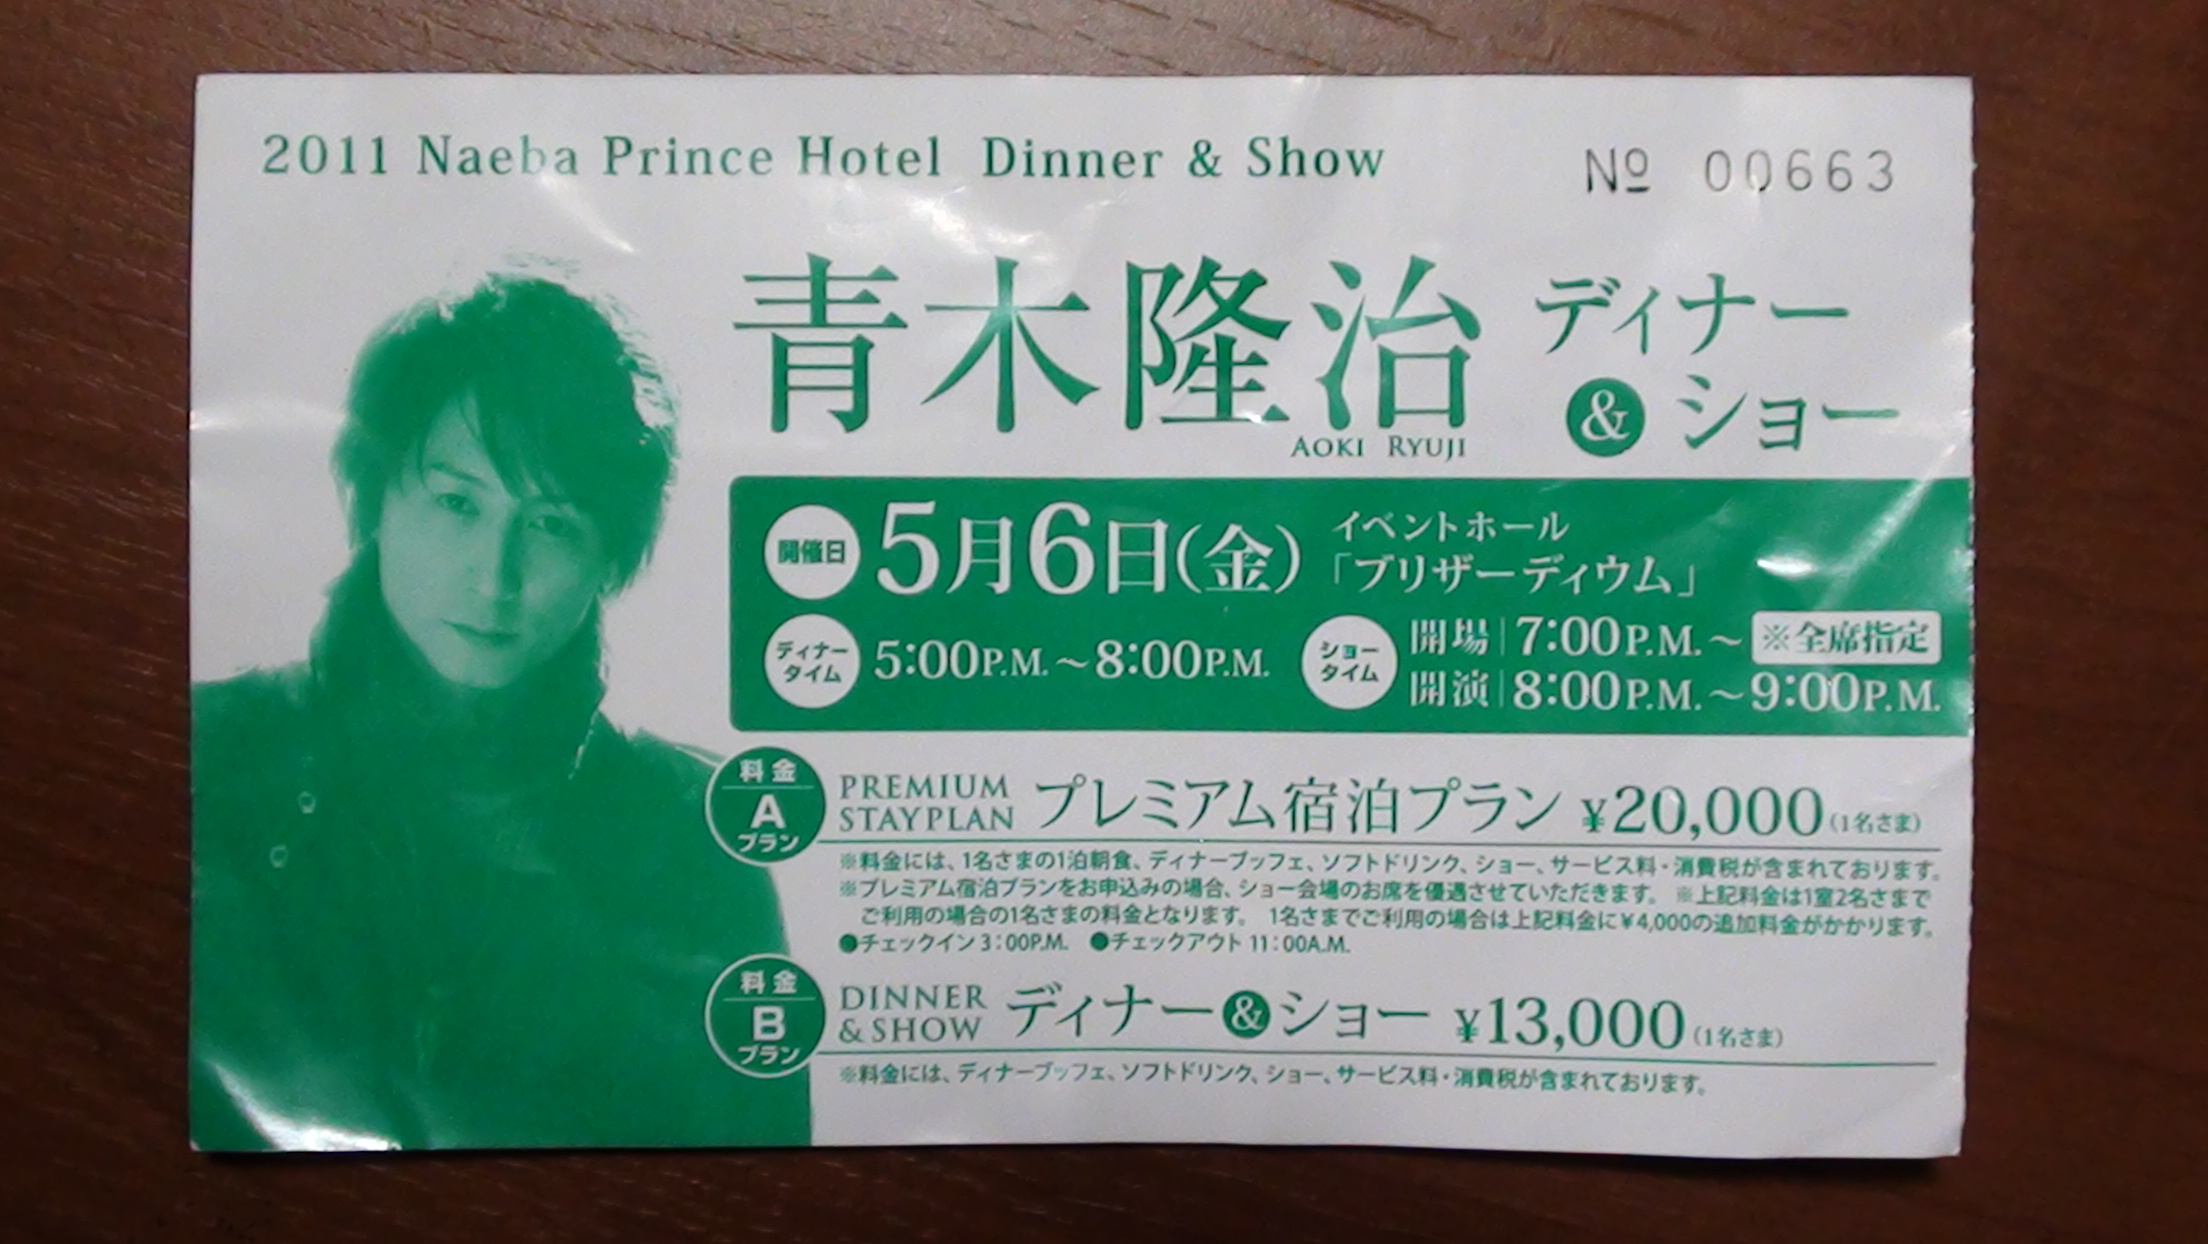 2011 Naeba Prince Hotel Dinner & Show
Nº 00663
青木隆治 ディナー
& ショー
AOKI RYUJI
開催日 5月6日(金) イベントホール
「ブリザーディウム」
ディナー
タイム
5:00P.M.～8:00P.M.
ショー
タイム
開場 | 7:00P.M.～ ※全席指定
開演 | 8:00P.M.～9:00P.M.
料金
A
プラン
PREMIUM
STAYPLAN
プレミアム宿泊プラン ¥20,000(1名さま)
※料金には、1名さまの1泊朝食、ディナーブッフェ、ソフトドリンク、ショー、サービス料・消費税が含まれております。
※プレミアム宿泊プランをお申込みの場合、ショー会場のお席を優遇させていただきます。 ※上記料金は1室2名さまで
ご利用の場合の1名さまの料金となります。 1名さまでご利用の場合は上記料金に¥4,000の追加料金がかかります。
●チェックイン 3:00P.M. ●チェックアウト 11:00A.M.
料金
B
プラン
DINNER
& SHOW
ディナー&ショー ¥13,000(1名さま)
※料金には、ディナーブッフェ、ソフトドリンク、ショー、サービス料・消費税が含まれております。